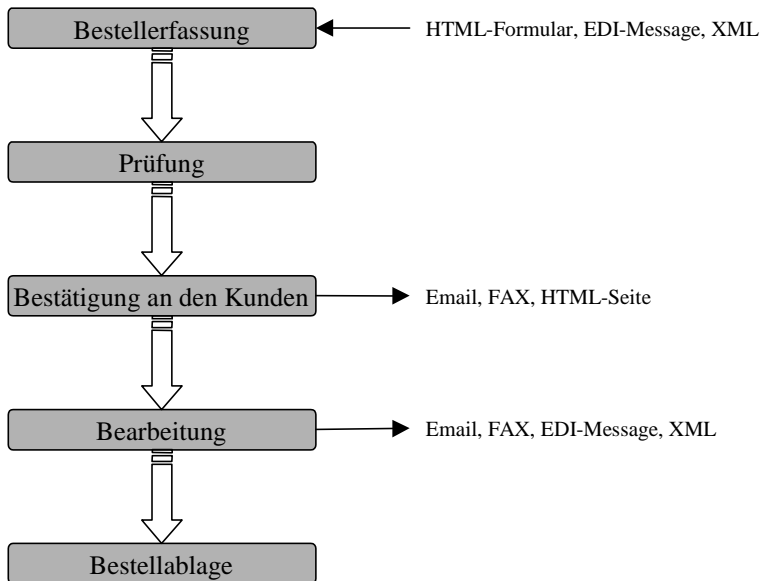 Bestellerfassung
HTML-Formular, EDI-Message, XML
Prüfung
Bestätigung an den Kunden
Email, FAX, HTML-Seite
Bearbeitung
Email, FAX, EDI-Message, XML
Bestellablage